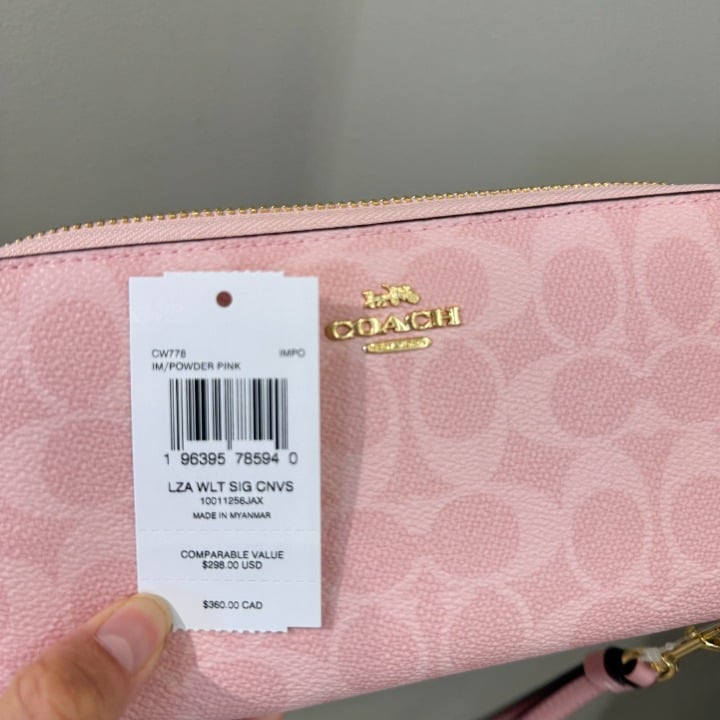 COACH
CW778 IMPO
IM/POWDER PINK
1 96395 78594 0
LZA WLT SIG CNVS
10011256JAX
MADE IN MYANMAR
COMPARABLE VALUE
$298.00 USD
$360.00 CAD